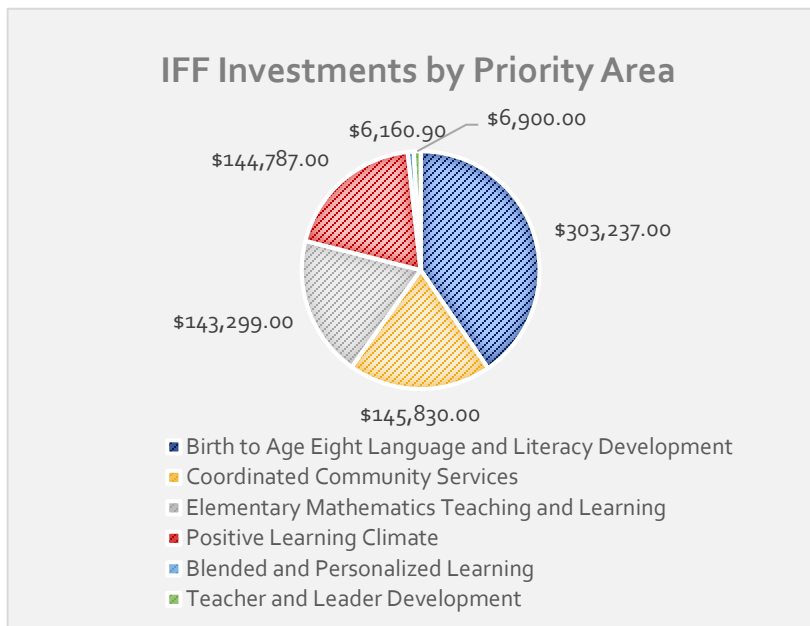 IFF Investments by Priority Area
$6,160.90
$6,900.00
$144,787.00
$303,237.00
$143,299.00
$145,830.00
Birth to Age Eight Language and Literacy Development
Coordinated Community Services
Elementary Mathematics Teaching and Learning
Positive Learning Climate
Blended and Personalized Learning
Teacher and Leader Development